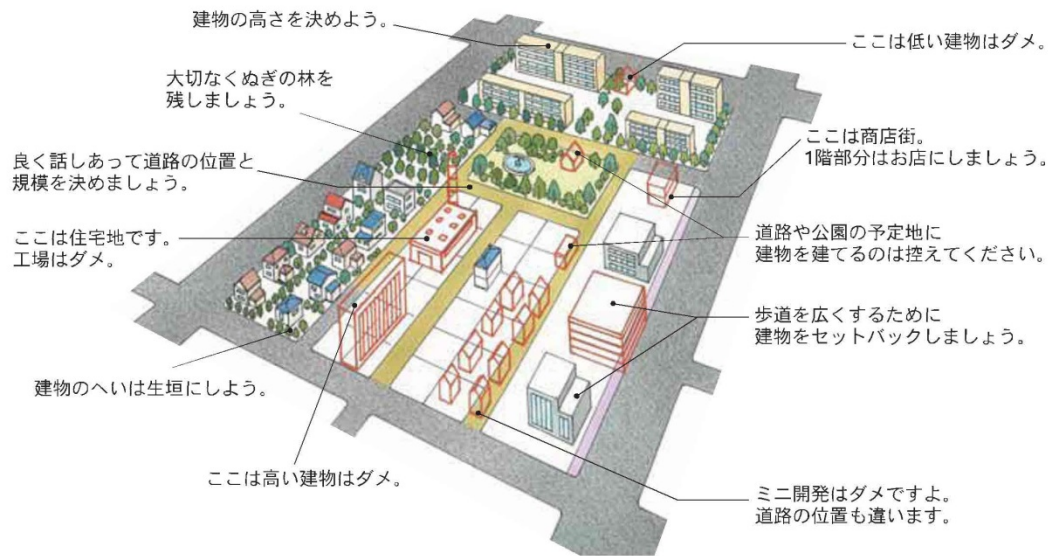 建物の高さを決めよう。
ここは低い建物はダメ。
大切なくぬぎの林を
残しましょう。
ここは商店街。
1階部分はお店にしましょう。
良く話しあって道路の位置と
規模を決めましょう。
ここは住宅地です。
工場はダメ。
道路や公園の予定地に
建物を建てるのは控えてください。
歩道を広くするために
建物をセットバックしましょう。
建物のへいは生垣にしよう。
ここは高い建物はダメ。
ミニ開発はダメですよ。
道路の位置も違います。